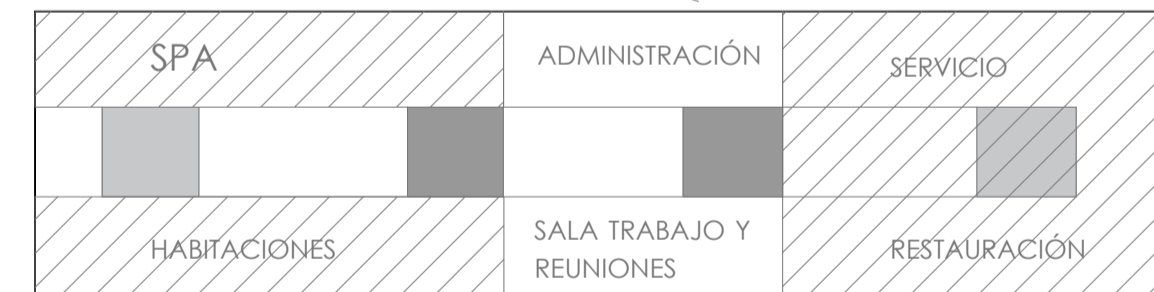 SPA
ADMINISTRACIÓN
SERVICIO
HABITACIONES
SALA TRABAJO Y
REUNIONES
RESTAURACIÓN